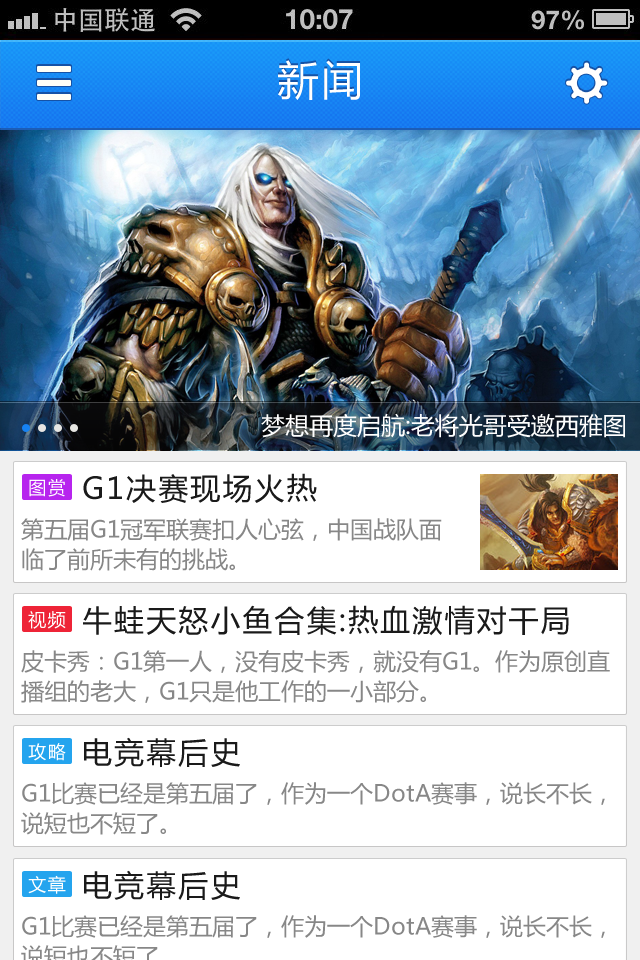 中国联通 10:07 97%
新闻
梦想再度启航:老将光哥受邀西雅图
图赏 G1决赛现场火热
第五届G1冠军联赛扣人心弦，中国战队面
临了前所未有的挑战。
视频 牛蛙天怒小鱼合集:热血激情对干局
皮卡秀：G1第一人，没有皮卡秀，就没有G1。作为原创直
播组的老大，G1只是他工作的一小部分。
攻略 电竞幕后史
G1比赛已经是第五届了，作为一个DotA赛事，说长不长，
说短也不短了。
文章 电竞幕后史
G1比赛已经是第五届了，作为一个DotA赛事，说长不长，
说短也不短了